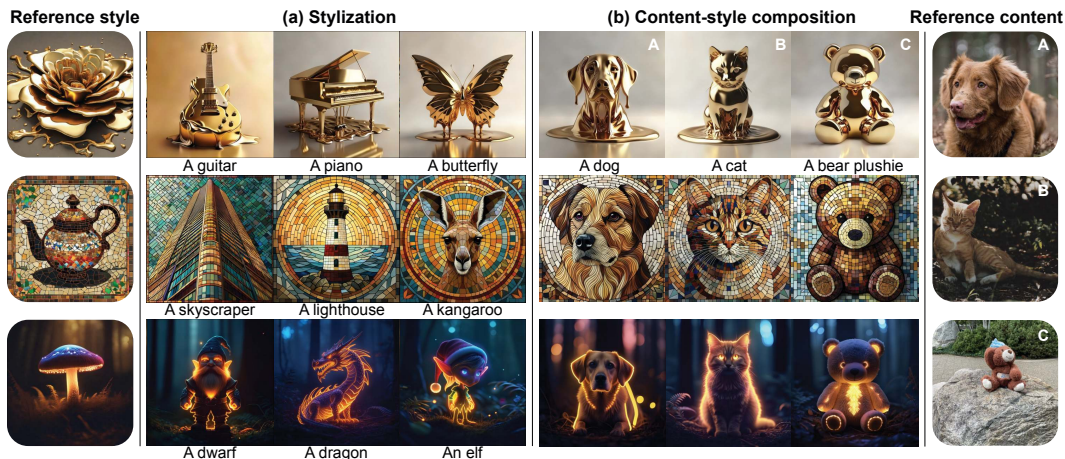 Reference style
(a) Stylization
(b) Content-style composition
Reference content
A
B
C
A
A guitar
A piano
A butterfly
A dog
A cat
A bear plushie
B
A skyscraper
A lighthouse
A kangaroo
C
A dwarf
A dragon
An elf